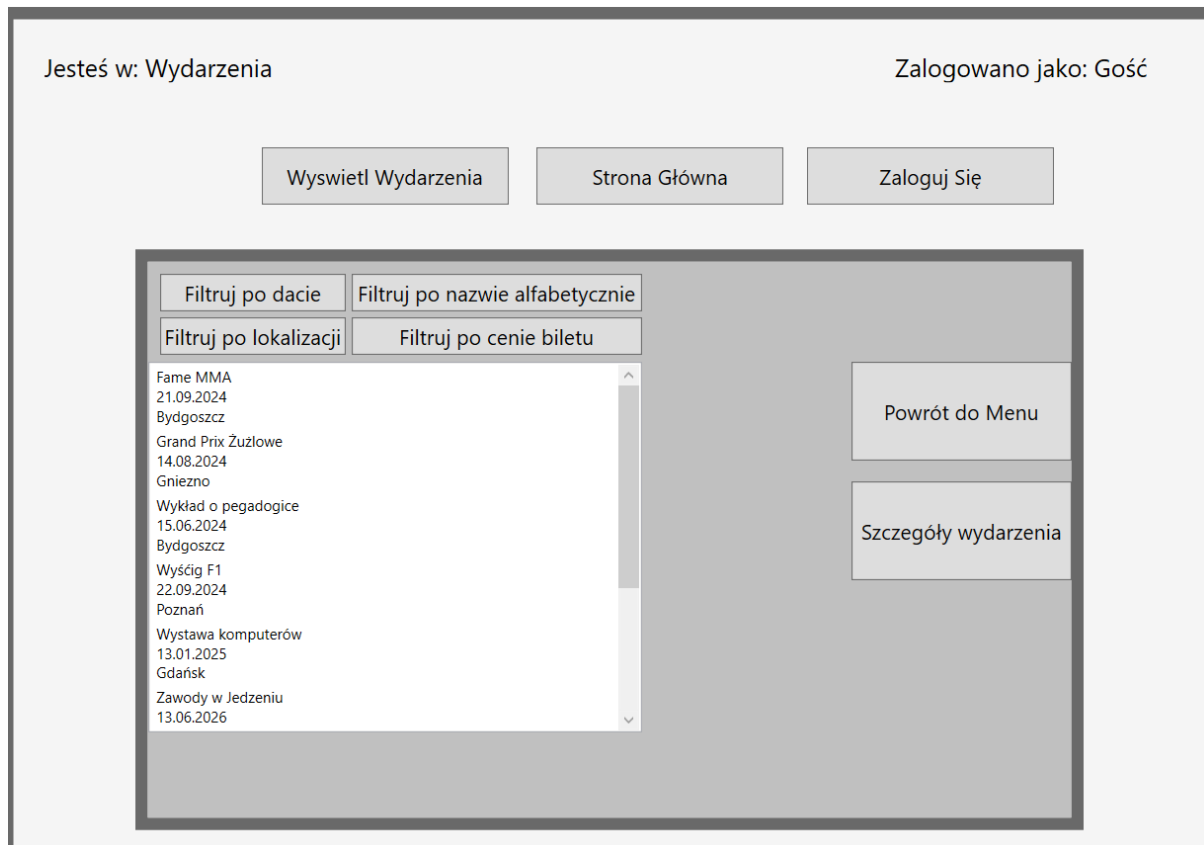 Jesteś w: Wydarzenia
Zalogowano jako: Gość
Wyswietl Wydarzenia
Strona Główna
Zaloguj Się
Filtruj po dacie
Filtruj po nazwie alfabetycznie
Filtruj po lokalizacji
Filtruj po cenie biletu
Fame MMA
21.09.2024
Bydgoszcz
Grand Prix Żużlowe
14.08.2024
Gniezno
Wykład o pegadogice
15.06.2024
Bydgoszcz
Wyśćig F1
22.09.2024
Poznań
Wystawa komputerów
13.01.2025
Gdańsk
Zawody w Jedzeniu
13.06.2026
Powrót do Menu
Szczegóły wydarzenia